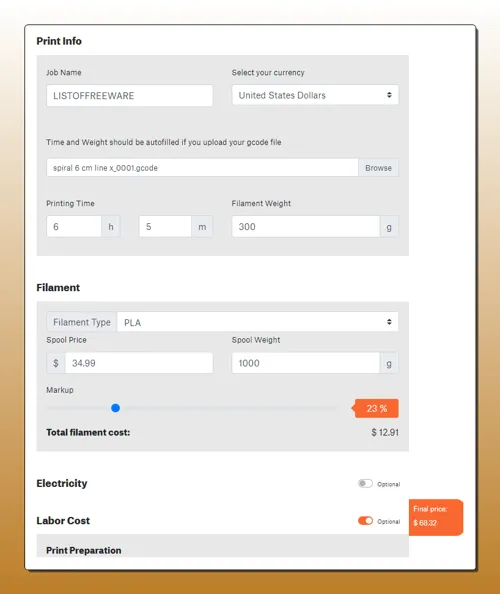 Print Info
Job Name Select your currency
LISTOFFREEWARE United States Dollars
Time and Weight should be autofilled if you upload your gcode file
spiral 6 cm line x_0001.gcode Browse
Printing Time Filament Weight
6 h 5 m 300 g
Filament
Filament Type PLA
Spool Price Spool Weight
$ 34.99 1000 g
Markup
23 %
Total filament cost: $ 12.91
Electricity Optional
Final price:
Labor Cost Optional $ 68.32
Print Preparation